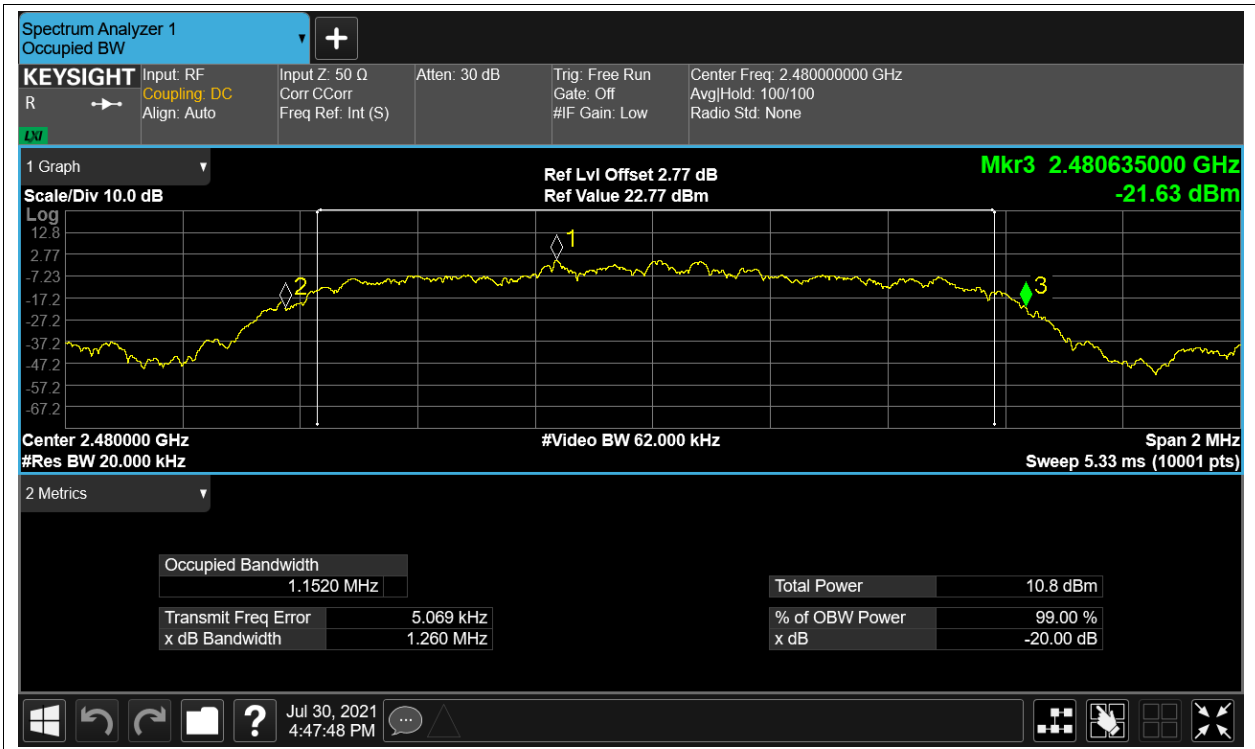 Spectrum Analyzer 1
Occupied BW
+
KEYSIGHT
R
LXI
Input: RF
Coupling: DC
Align: Auto
Input Z: 50 Ω
Corr CCorr
Freq Ref: Int (S)
Atten: 30 dB
Trig: Free Run
Gate: Off
#IF Gain: Low
Center Freq: 2.480000000 GHz
Avg|Hold: 100/100
Radio Std: None
1 Graph
Scale/Div 10.0 dB
Ref Lvl Offset 2.77 dB
Ref Value 22.77 dBm
Mkr3 2.480635000 GHz
-21.63 dBm
Log
12.8
2.77
-7.23
-17.2
-27.2
-37.2
-47.2
-57.2
-67.2
1
2
3
Center 2.480000 GHz
#Res BW 20.000 kHz
#Video BW 62.000 kHz
Span 2 MHz
Sweep 5.33 ms (10001 pts)
2 Metrics
Occupied Bandwidth
1.1520 MHz
Transmit Freq Error 5.069 kHz
x dB Bandwidth 1.260 MHz
Total Power 10.8 dBm
% of OBW Power 99.00 %
x dB -20.00 dB
?
Jul 30, 2021
4:47:48 PM